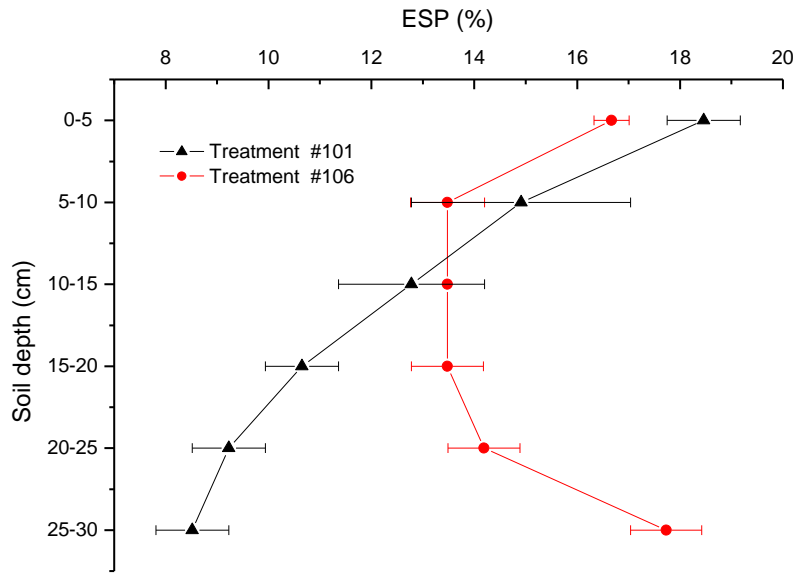 ESP (%)
8 10 12 14 16 18 20
0-5
Treatment #101
Treatment #106
5-10
10-15
15-20
20-25
25-30
Soil depth (cm)